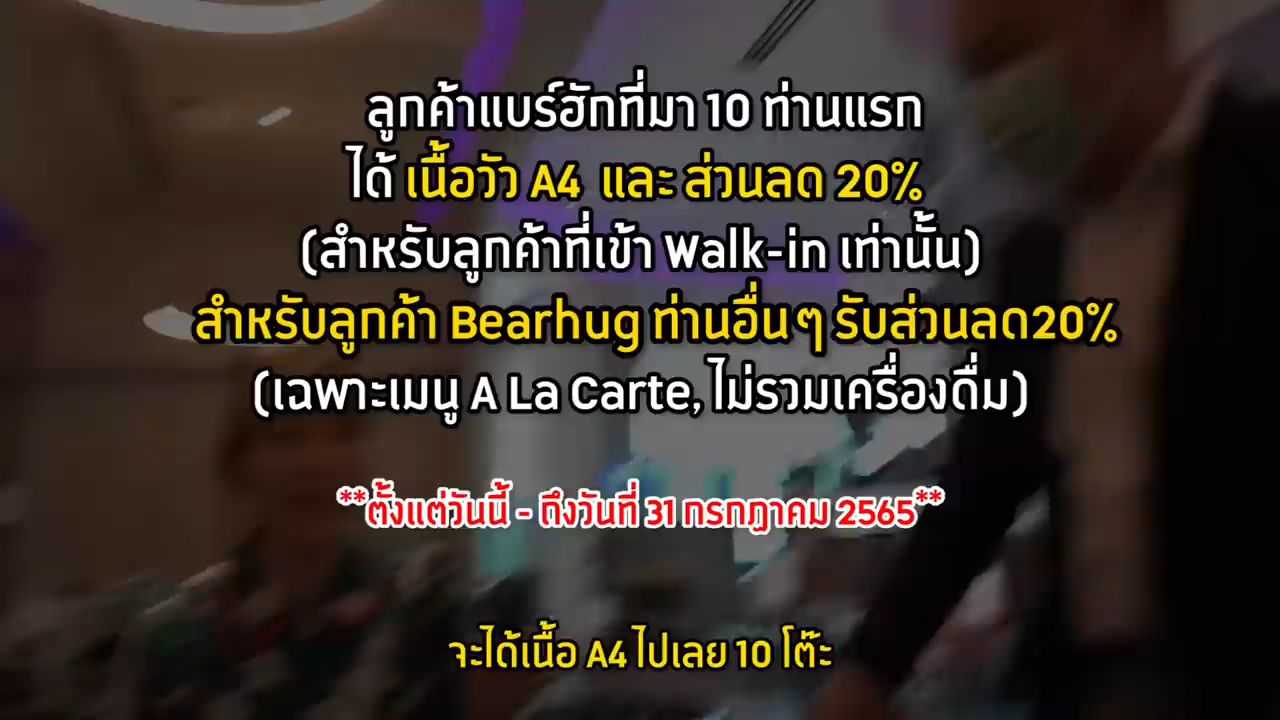 ลูกค้าแบร์ฮักที่มา 10 ท่านแรก
ได้ เนื้อวัว A4 และ ส่วนลด 20%
(สำหรับลูกค้าที่เข้า Walk-in เท่านั้น)
สำหรับลูกค้า Bearhug ท่านอื่นๆ รับส่วนลด20%
(เฉพาะเมนู A La Carte, ไม่รวมเครื่องดื่ม)
**ตั้งแต่วันนี้ - ถึงวันที่ 31 กรกฎาคม 2565**
จะได้เนื้อ A4 ไปเลย 10 โต๊ะ